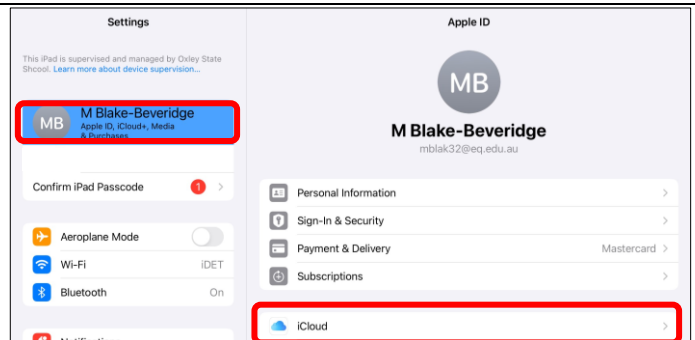 Settings
This iPad is supervised and managed by Oxley State
Shcool. Learn more about device supervision...
MB
M Blake-Beveridge
Apple ID, iCloud+, Media
& Purchases
Confirm iPad Passcode 1
Aeroplane Mode
Wi-Fi iDET
Bluetooth On
Apple ID
MB
M Blake-Beveridge
mblak32@eq.edu.au
Personal Information
Sign-In & Security
Payment & Delivery Mastercard
Subscriptions
iCloud